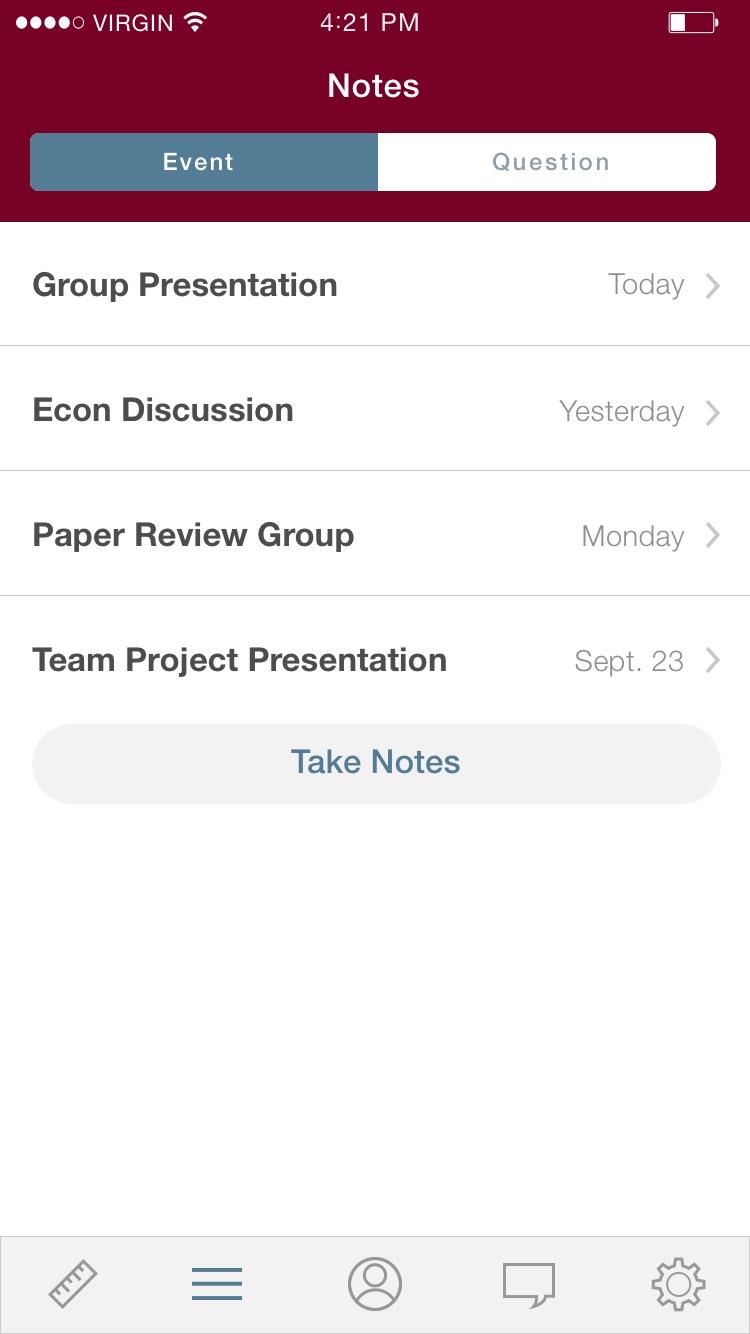 VIRGIN 4:21 PM
Notes
Event Question
Group Presentation Today
Econ Discussion Yesterday
Paper Review Group Monday
Team Project Presentation Sept. 23
Take Notes